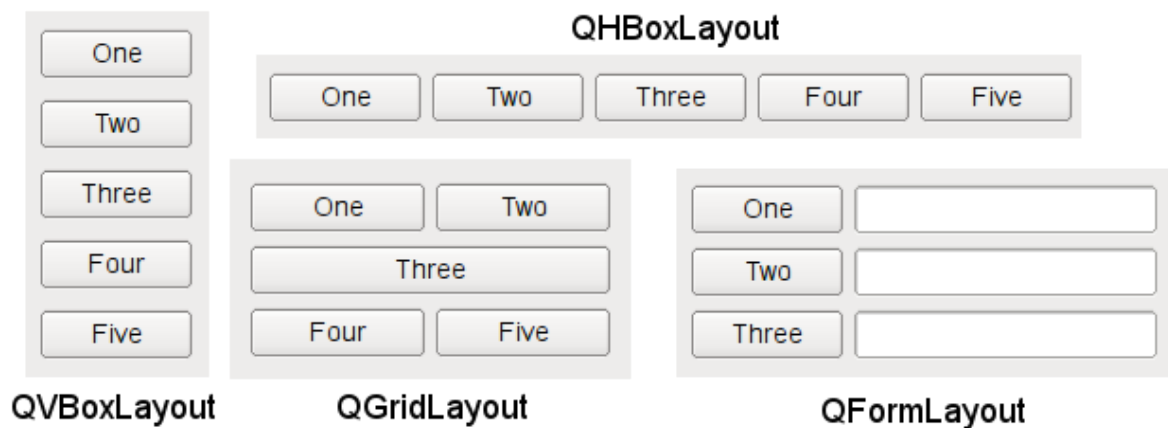 One
Two
Three
Four
Five
QVBoxLayout
QHBoxLayout
One Two Three Four Five
One Two
Three
Four Five
QGridLayout
One
Two
Three
QFormLayout